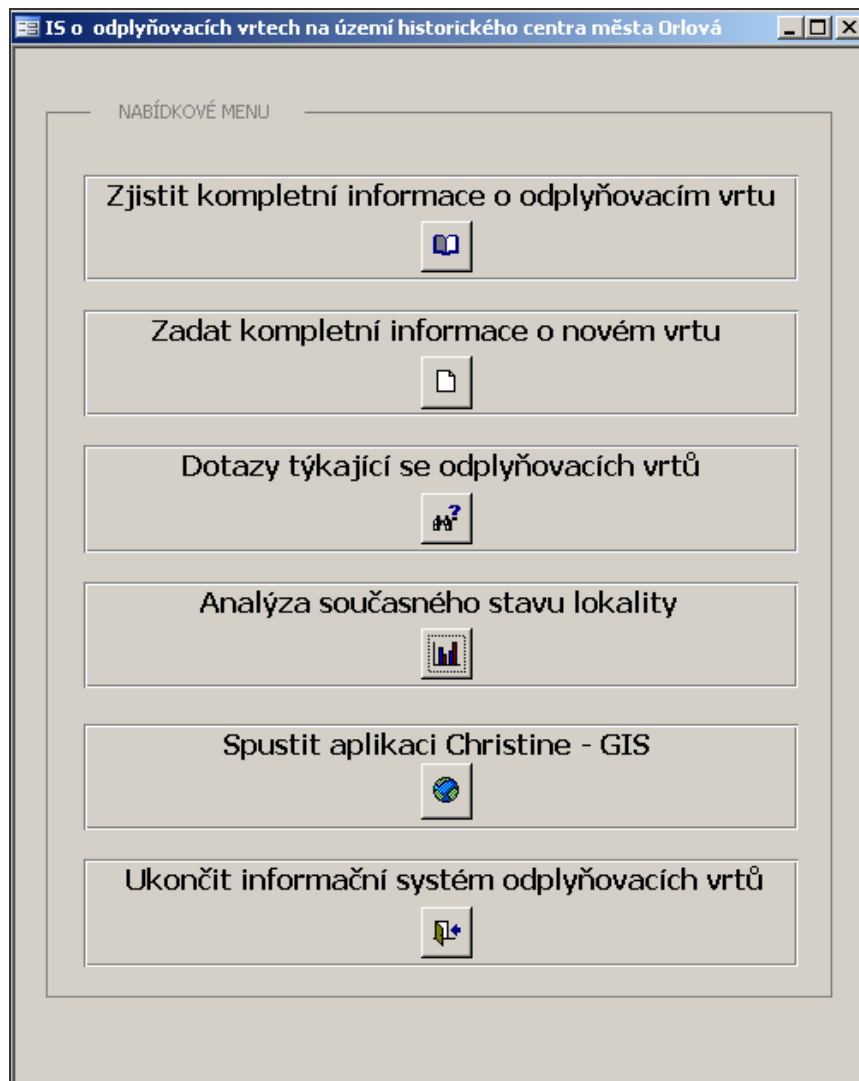 IS o odplyňovacích vrtech na území historického centra města Orlová
NABÍDKOVÉ MENU
Zjistit kompletní informace o odplyňovacím vrtu
Zadat kompletní informace o novém vrtu
Dotazy týkající se odplyňovacích vrtů
Analýza současného stavu lokality
Spustit aplikaci Christine - GIS
Ukončit informační systém odplyňovacích vrtů